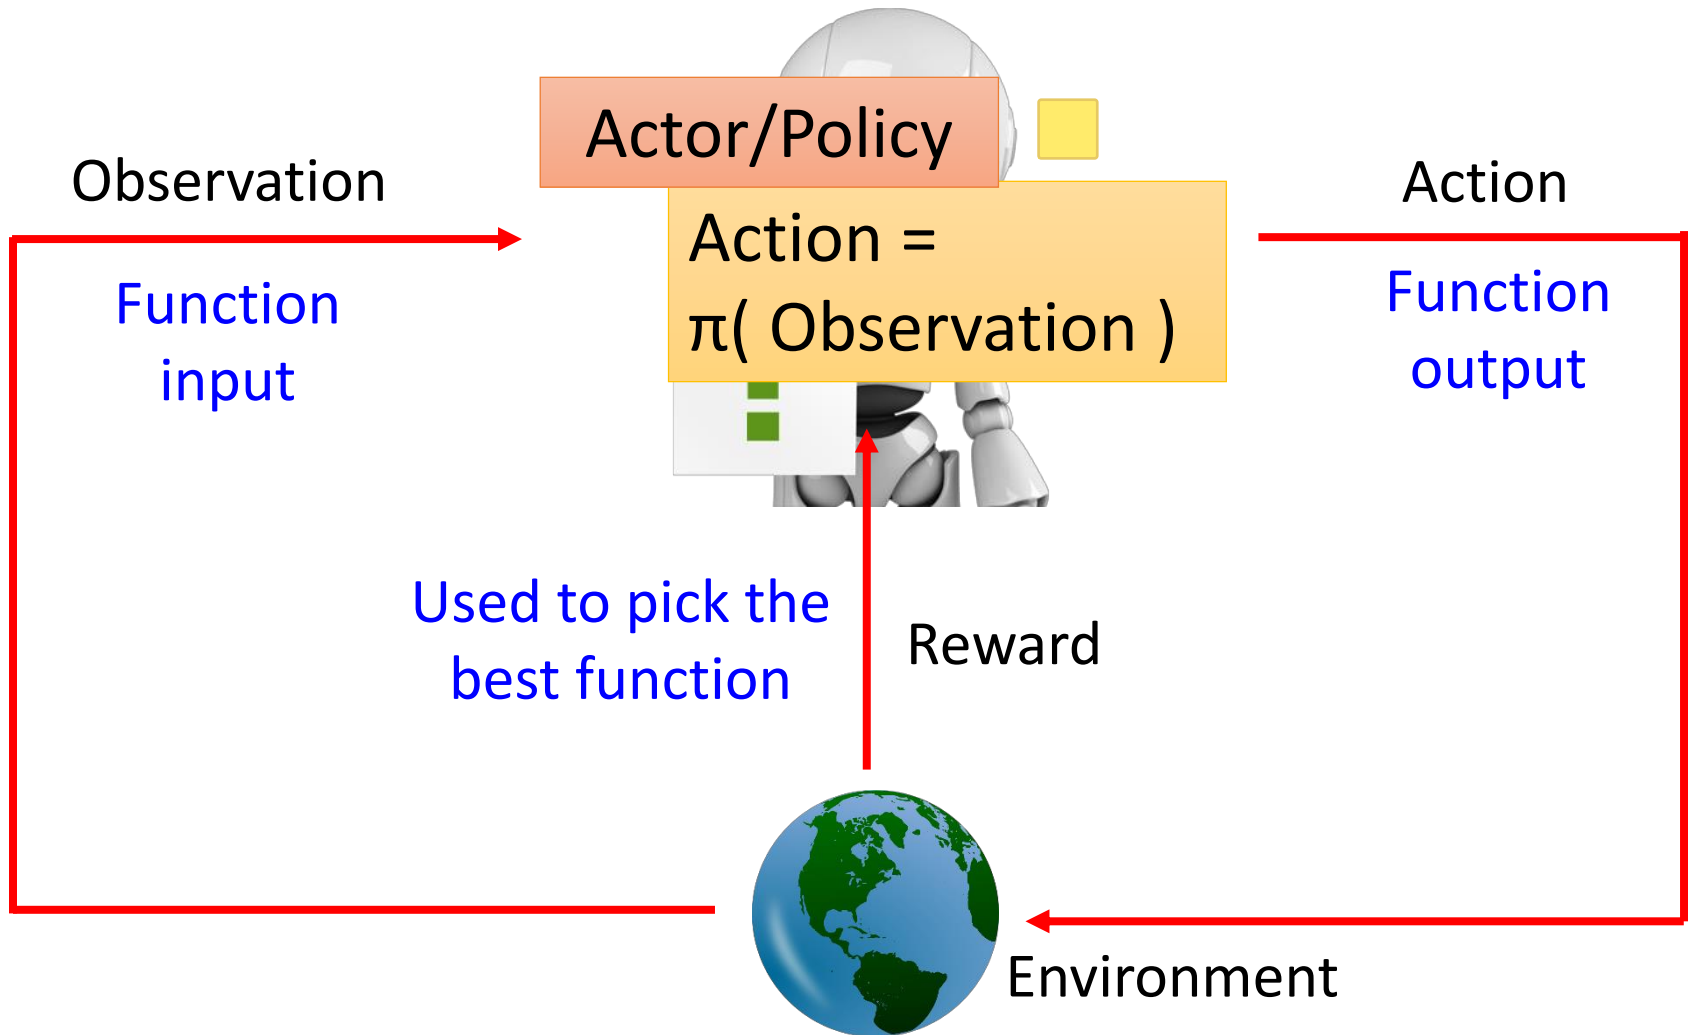 Actor/Policy
Observation
Action
Action =
π( Observation )
Function
input
Function
output
Used to pick the
best function
Reward
Environment